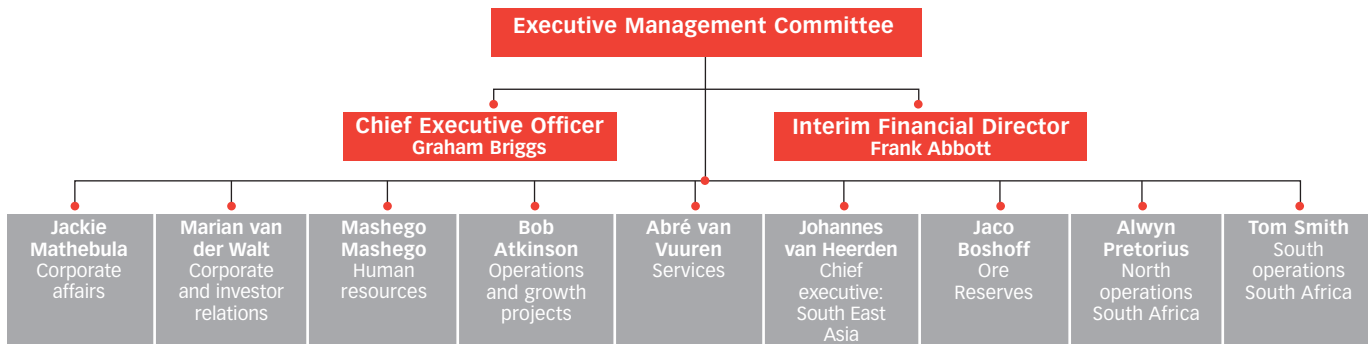 Executive Management Committee
Chief Executive Officer
Graham Briggs
Interim Financial Director
Frank Abbott
Jackie
Mathebula
Corporate
affairs
Marian van
der Walt
Corporate
and investor
relations
Mashego
Mashego
Human
resources
Bob
Atkinson
Operations
and growth
projects
Abré van
Vuuren
Services
Johannes
van Heerden
Chief
executive:
South East
Asia
Jaco
Boshoff
Ore
Reserves
Alwyn
Pretorius
North
operations
South Africa
Tom Smith
South
operations
South Africa